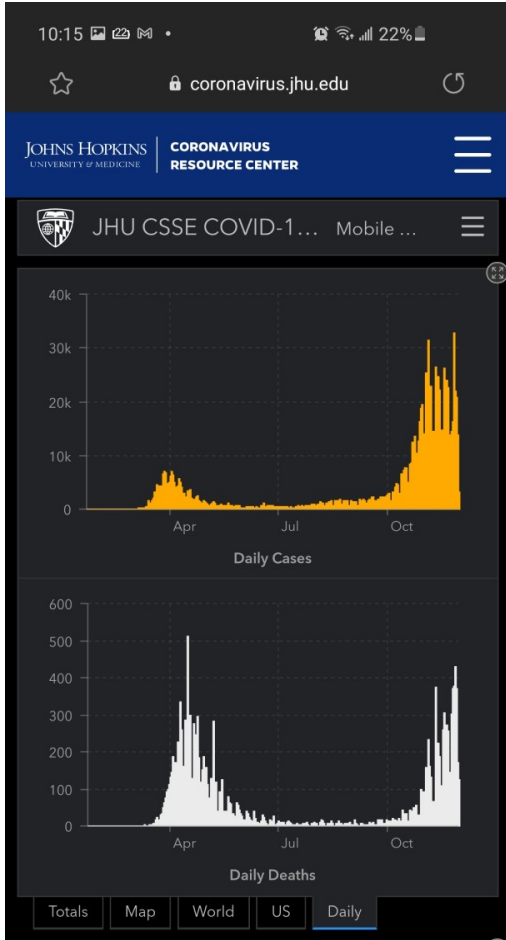 10:15 22 M • 22%
coronavirus.jhu.edu
JOHNS HOPKINS
UNIVERSITY & MEDICINE
CORONAVIRUS
RESOURCE CENTER
JHU CSSE COVID-1... Mobile ...
40k
30k
20k
10k
0
Apr Jul Oct
Daily Cases
600
500
400
300
200
100
0
Apr Jul Oct
Daily Deaths
Totals Map World US Daily